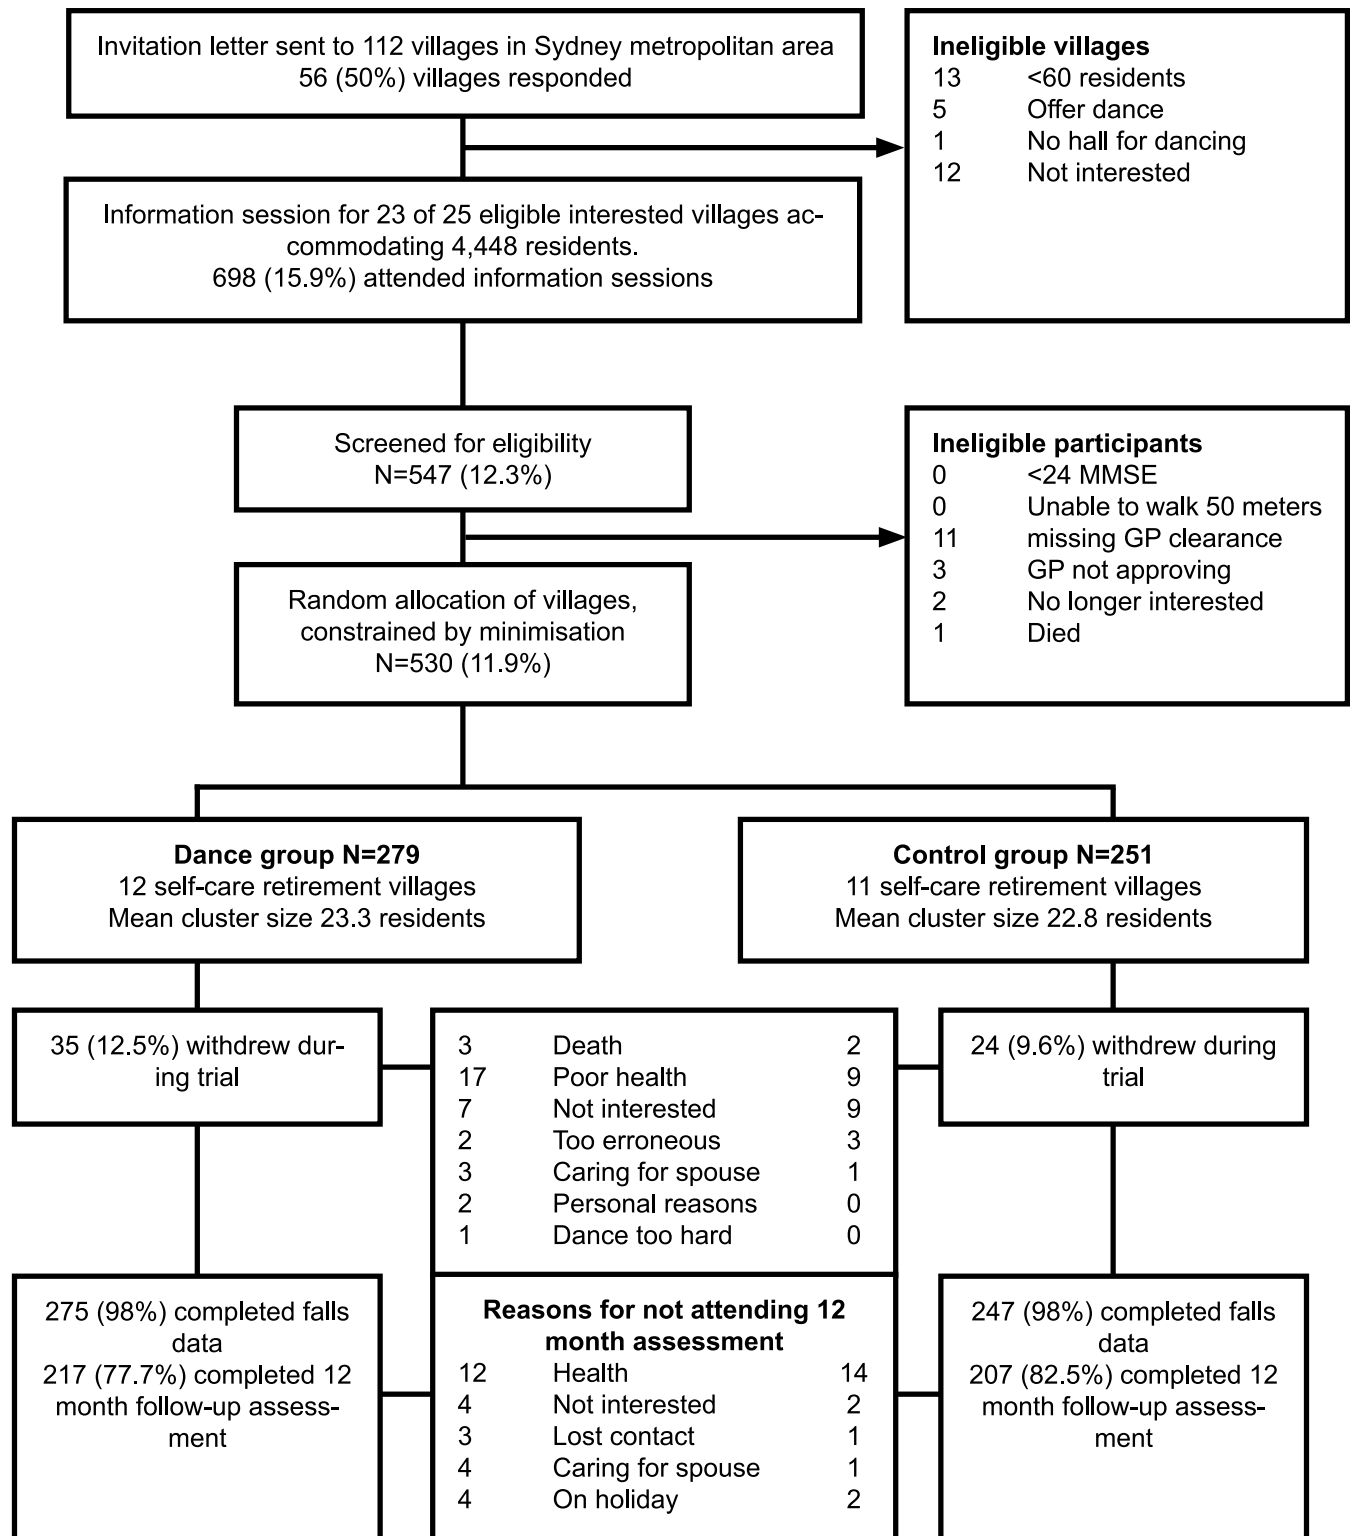 Invitation letter sent to 112 villages in Sydney metropolitan area
56 (50%) villages responded
Ineligible villages
13 <60 residents
5 Offer dance
1 No hall for dancing
12 Not interested
Information session for 23 of 25 eligible interested villages ac-
commodating 4,448 residents.
698 (15.9%) attended information sessions
Screened for eligibility
N=547 (12.3%)
Ineligible participants
0 <24 MMSE
0 Unable to walk 50 meters
11 missing GP clearance
3 GP not approving
2 No longer interested
1 Died
Random allocation of villages,
constrained by minimisation
N=530 (11.9%)
Dance group N=279
12 self-care retirement villages
Mean cluster size 23.3 residents
Control group N=251
11 self-care retirement villages
Mean cluster size 22.8 residents
35 (12.5%) withdrew dur-
ing trial
3 Death 2
17 Poor health 9
7 Not interested 9
2 Too erroneous 3
3 Caring for spouse 1
2 Personal reasons 0
1 Dance too hard 0
24 (9.6%) withdrew during
trial
275 (98%) completed falls
data
217 (77.7%) completed 12
month follow-up assess-
ment
Reasons for not attending 12
month assessment
12 Health 14
4 Not interested 2
3 Lost contact 1
4 Caring for spouse 1
4 On holiday 2
247 (98%) completed falls
data
207 (82.5%) completed 12
month follow-up assess-
ment